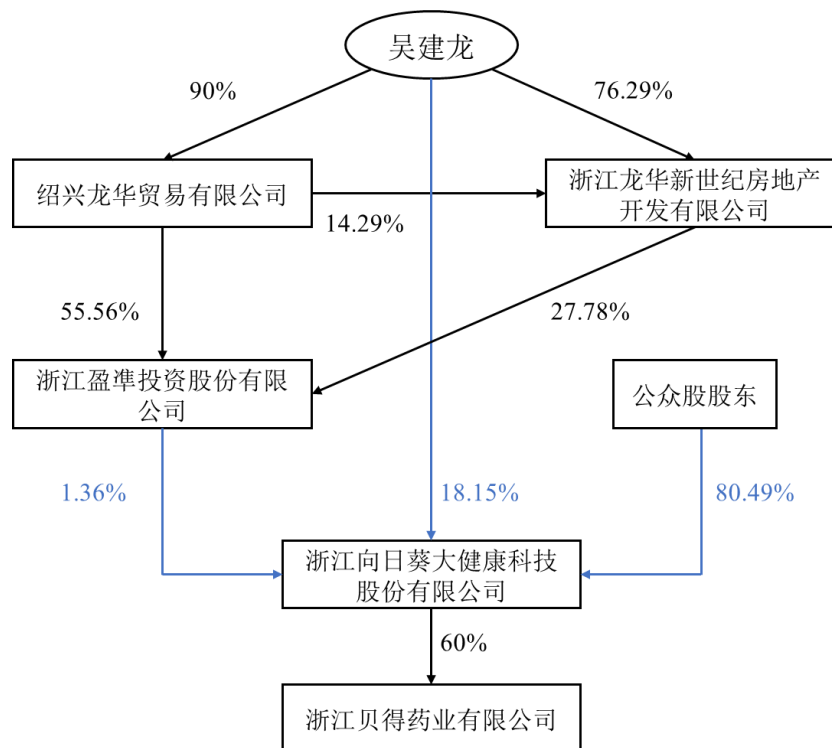 吴建龙
90%
76.29%
绍兴龙华贸易有限公司
浙江龙华新世纪房地产
开发有限公司
14.29%
55.56%
27.78%
浙江盈凖投资股份有限
公司
公众股股东
1.36%
18.15%
80.49%
浙江向日葵大健康科技
股份有限公司
60%
浙江贝得药业有限公司